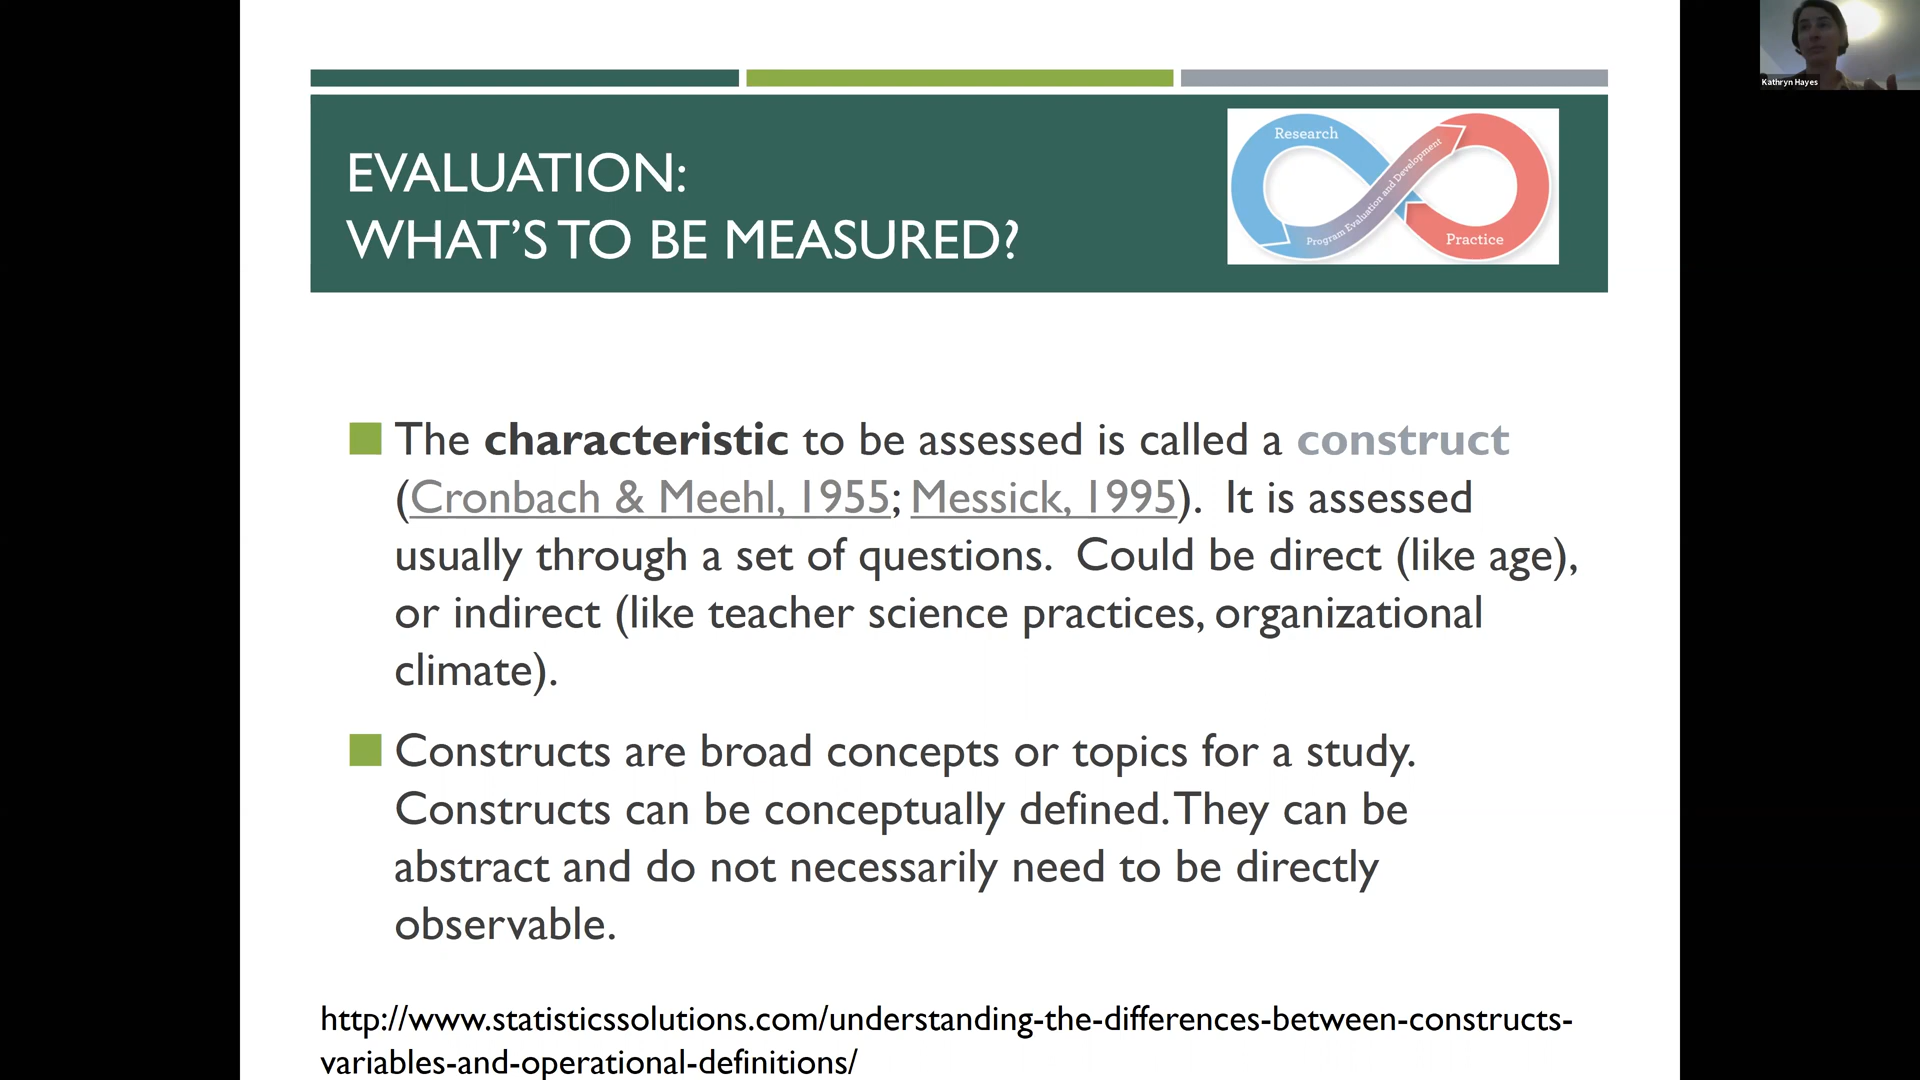 Kathryn Hayes
EVALUATION:
WHAT'S TO BE MEASURED?
Research
Program Evaluation and Development
Practice
The characteristic to be assessed is called a construct
(Cronbach & Meehl, 1955; Messick, 1995).  It is assessed
usually through a set of questions.  Could be direct (like age),
or indirect (like teacher science practices, organizational
climate).
Constructs are broad concepts or topics for a study.
Constructs can be conceptually defined. They can be
abstract and do not necessarily need to be directly
observable.
http://www.statisticssolutions.com/understanding-the-differences-between-constructs-
variables-and-operational-definitions/